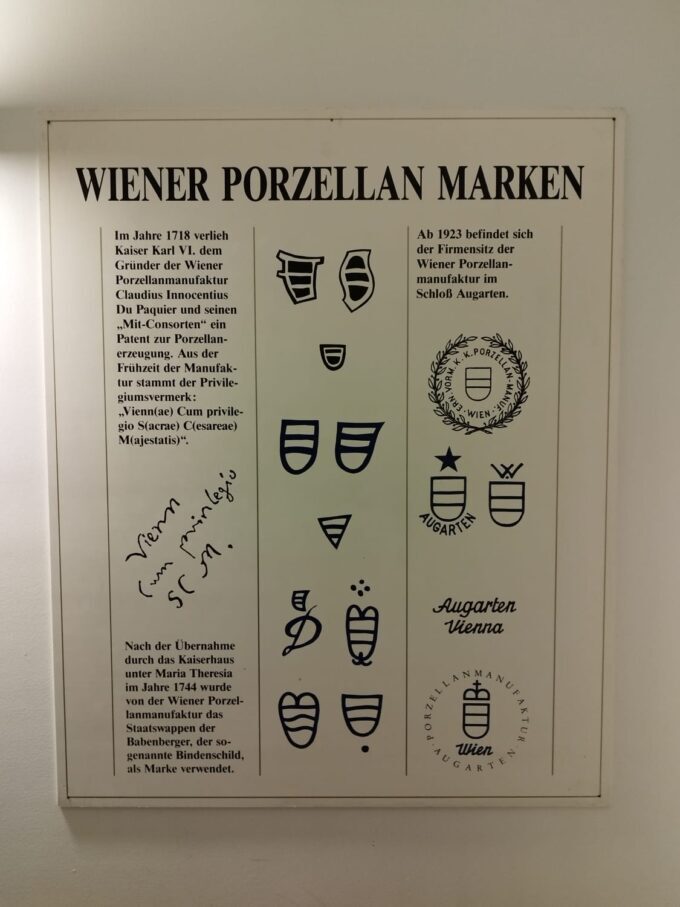 WIENER PORZELLAN MARKEN
Im Jahre 1718 verlieh
Kaiser Karl VI. dem
Gründer der Wiener
Porzellanmanufaktur
Claudius Innocentius
Du Paquier und seinen
„Mit-Consorten“ ein
Patent zur Porzellan-
erzeugung. Aus der
Frühzeit der Manufak-
tur stammt der Privile-
giumsvermerk:
„Vienn(ae) Cum privile-
gio S(acrae) C(esareae)
M(ajestatis)“.
Vienn
Cum privilegio
S C M.
Nach der Übernahme
durch das Kaiserhaus
unter Maria Theresia
im Jahre 1744 wurde
von der Wiener Porzel-
lanmanufaktur das
Staatswappen der
Babenberger, der so-
genannte Bindenschild,
als Marke verwendet.
Ab 1923 befindet sich
der Firmensitz der
Wiener Porzellan-
manufaktur im
Schloß Augarten.
ERN. VORM. K. K. PORZELLAN-MANUF. WIEN
AUGARTEN
W
Augarten
Vienna
PORZELLANMANUFAKTUR
Wien
AUGARTEN